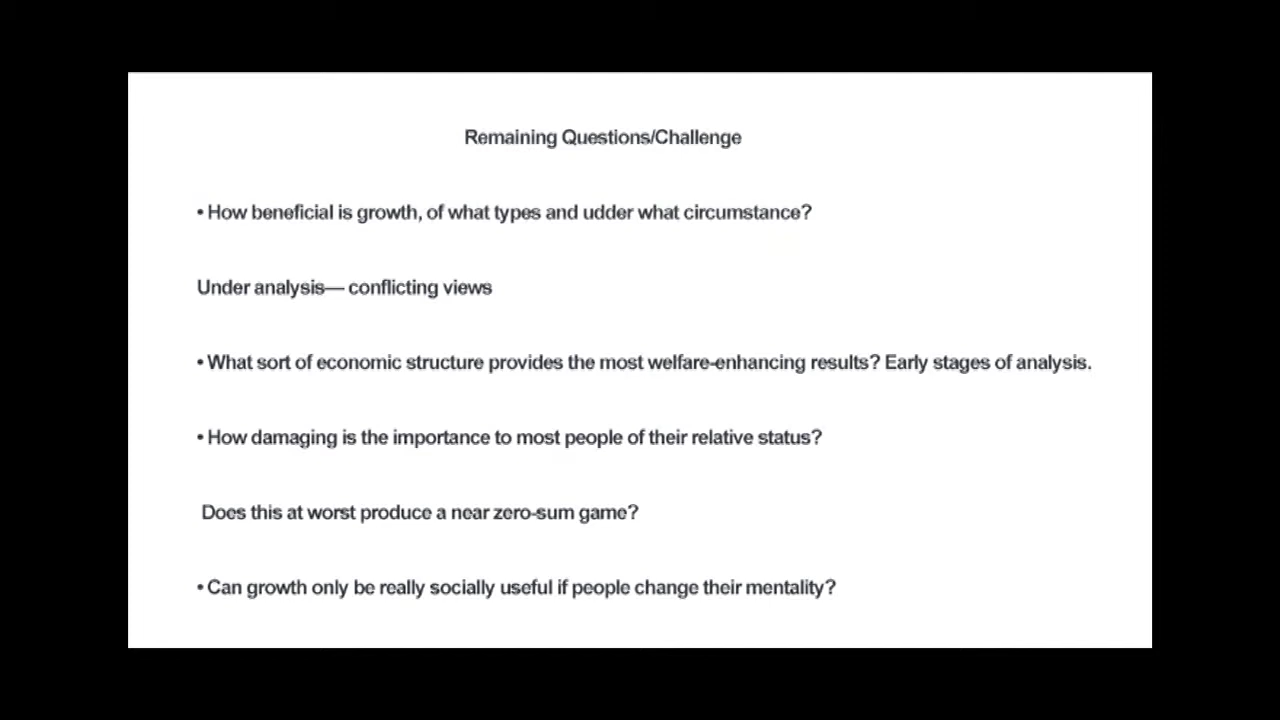 Remaining Questions/Challenge
• How beneficial is growth, of what types and udder what circumstance?
Under analysis— conflicting views
• What sort of economic structure provides the most welfare-enhancing results? Early stages of analysis.
• How damaging is the importance to most people of their relative status?
Does this at worst produce a near zero-sum game?
• Can growth only be really socially useful if people change their mentality?